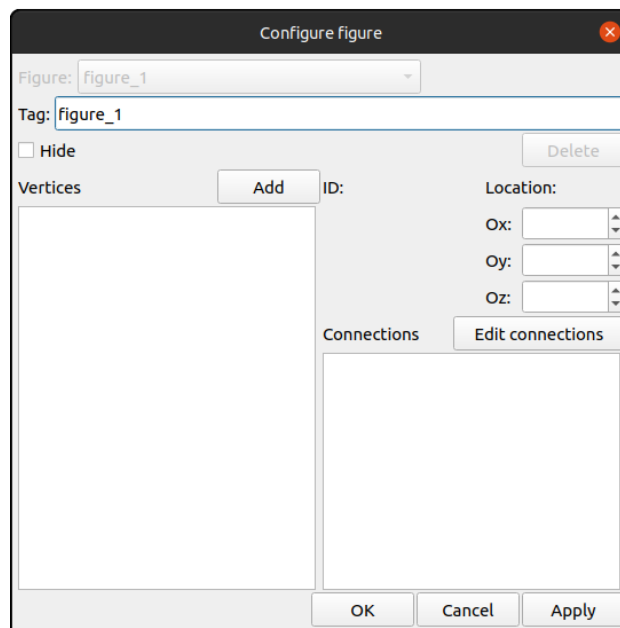 Configure figure
Figure: figure_1
Tag: figure_1
Hide Delete
Vertices Add ID: Location:
Ox:
Oy:
Oz:
Connections Edit connections
OK Cancel Apply